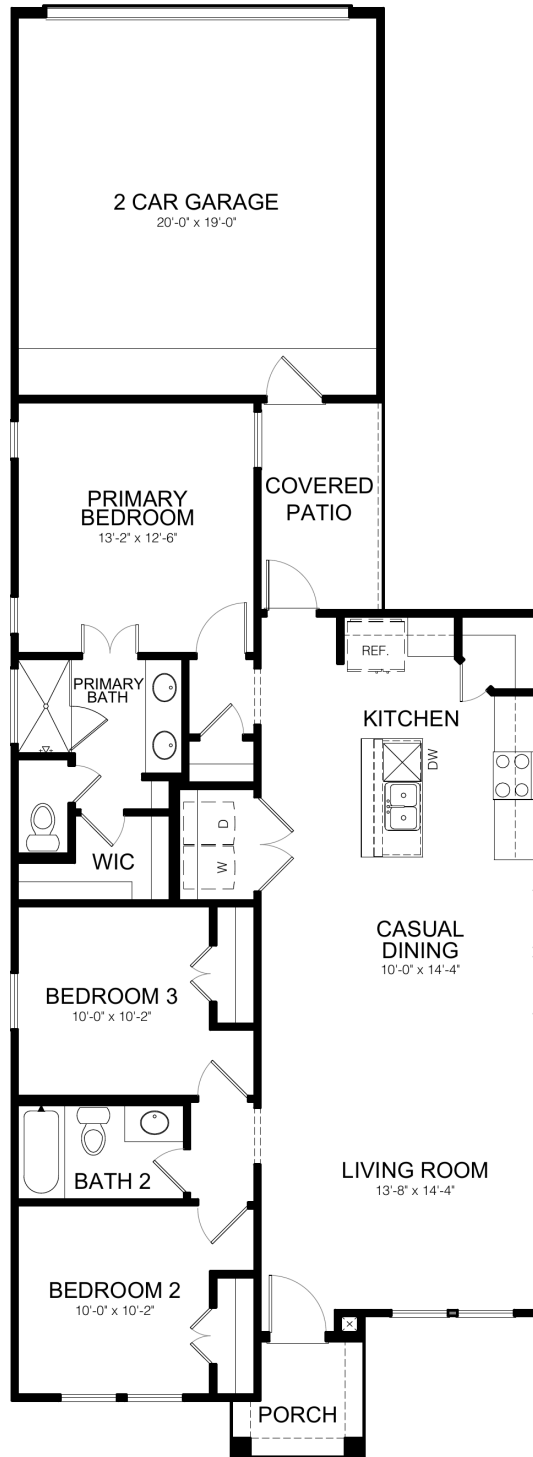 2 CAR GARAGE
20'-0" x 19'-0"
PRIMARY
BEDROOM
13'-2" x 12'-6"
COVERED
PATIO
REF.
PRIMARY
BATH
KITCHEN
DW
D
W
WIC
CASUAL
DINING
10'-0" x 14'-4"
BEDROOM 3
10'-0" x 10'-2"
BATH 2
LIVING ROOM
13'-8" x 14'-4"
BEDROOM 2
10'-0" x 10'-2"
PORCH